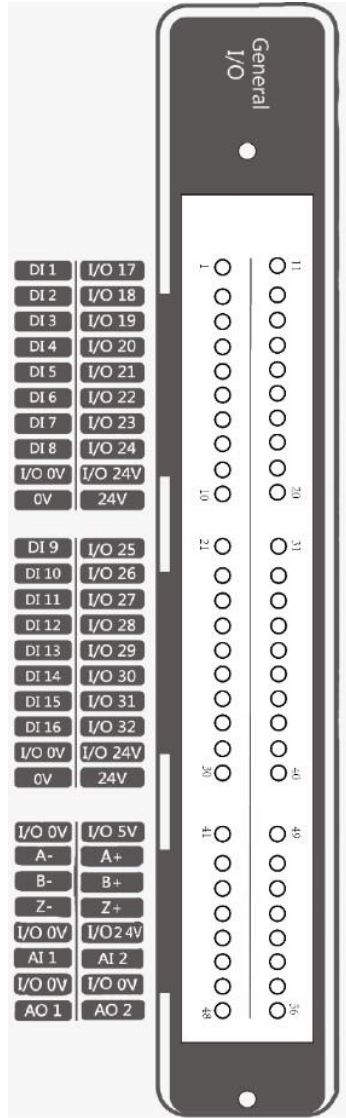 General
I/O
1 11
DI 1 I/O 17
DI 2 I/O 18
DI 3 I/O 19
DI 4 I/O 20
DI 5 I/O 21
DI 6 I/O 22
DI 7 I/O 23
DI 8 I/O 24
I/O 0V I/O 24V
0V 24V
10 20
21 31
DI 9 I/O 25
DI 10 I/O 26
DI 11 I/O 27
DI 12 I/O 28
DI 13 I/O 29
DI 14 I/O 30
DI 15 I/O 31
DI 16 I/O 32
I/O 0V I/O 24V
0V 24V
30 40
41 49
I/O 0V I/O 5V
A- A+
B- B+
Z- Z+
I/O 0V I/O2 4V
AI 1 AI 2
I/O 0V I/O 0V
AO 1 AO 2
48 56